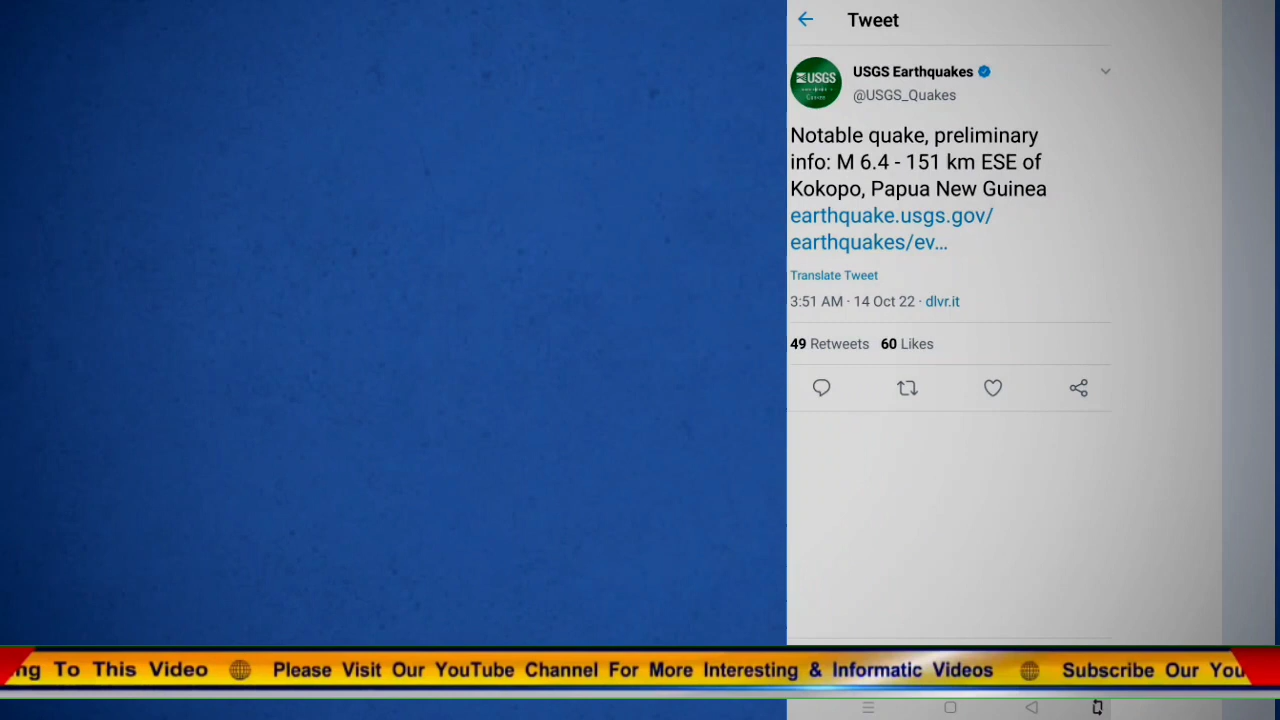 Tweet
USGS
USGS Earthquakes
@USGS_Quakes
Notable quake, preliminary
info: M 6.4 - 151 km ESE of
Kokopo, Papua New Guinea
earthquake.usgs.gov/
earthquakes/ev...
Translate Tweet
3:51 AM · 14 Oct 22 · dlvr.it
49 Retweets 60 Likes
ng To This Video Please Visit Our YouTube Channel For More Interesting & Informatic Videos Subscribe Our You